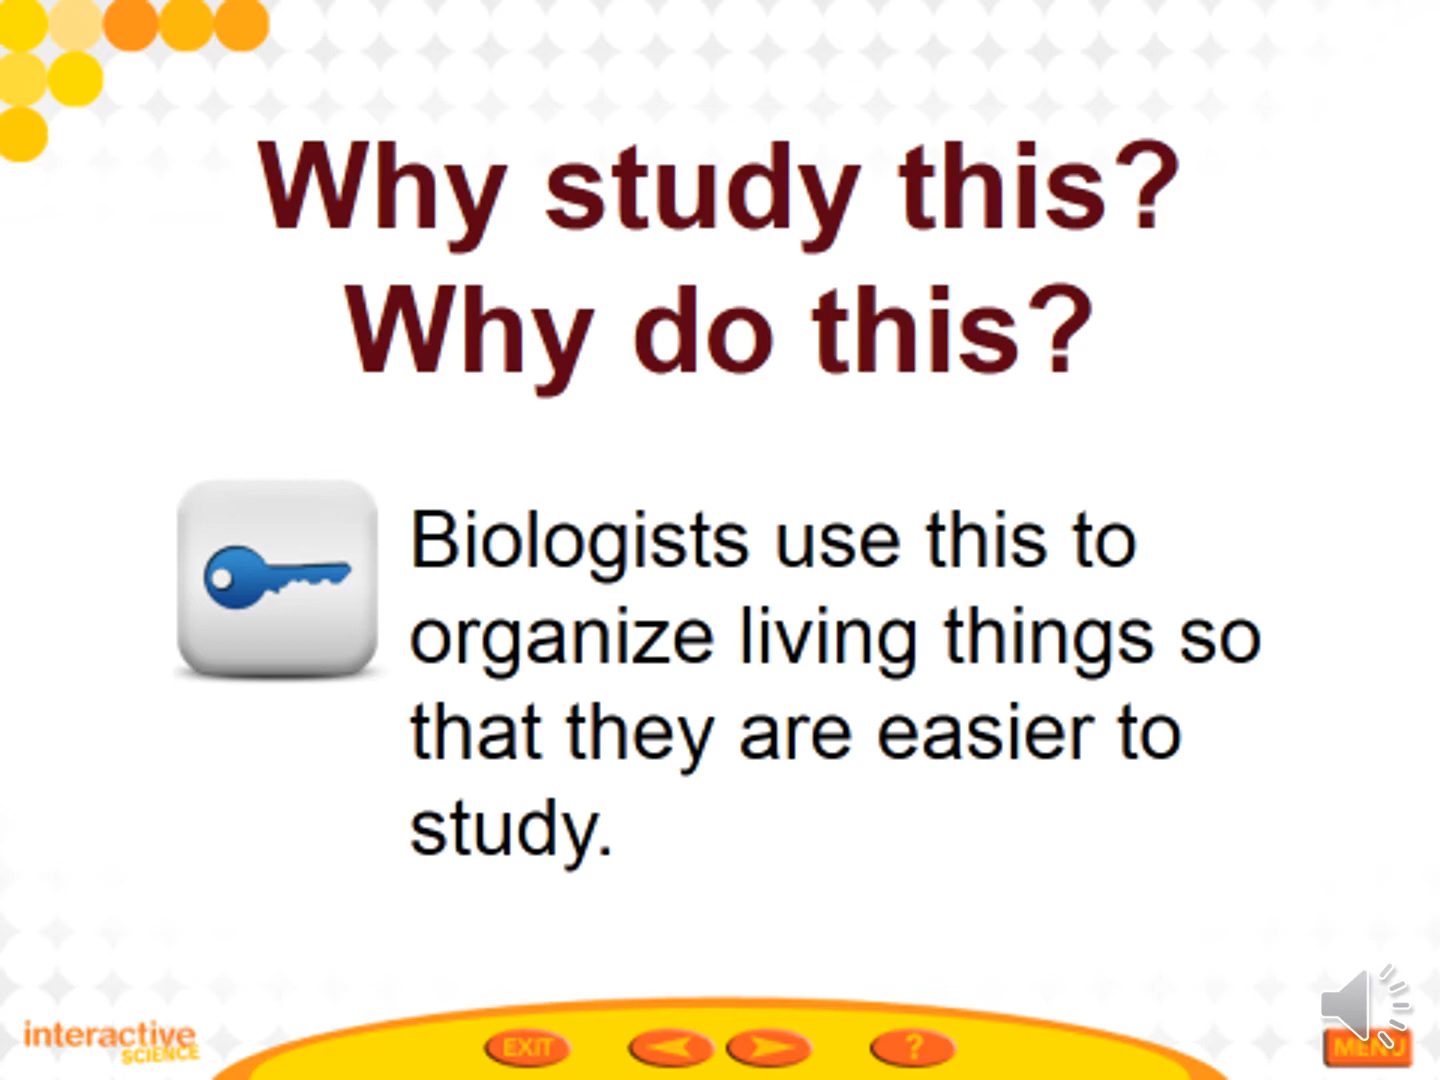 Why study this?
Why do this?
Biologists use this to
organize living things so
that they are easier to
study.
interactive
SCIENCE
EXIT
?
MENU